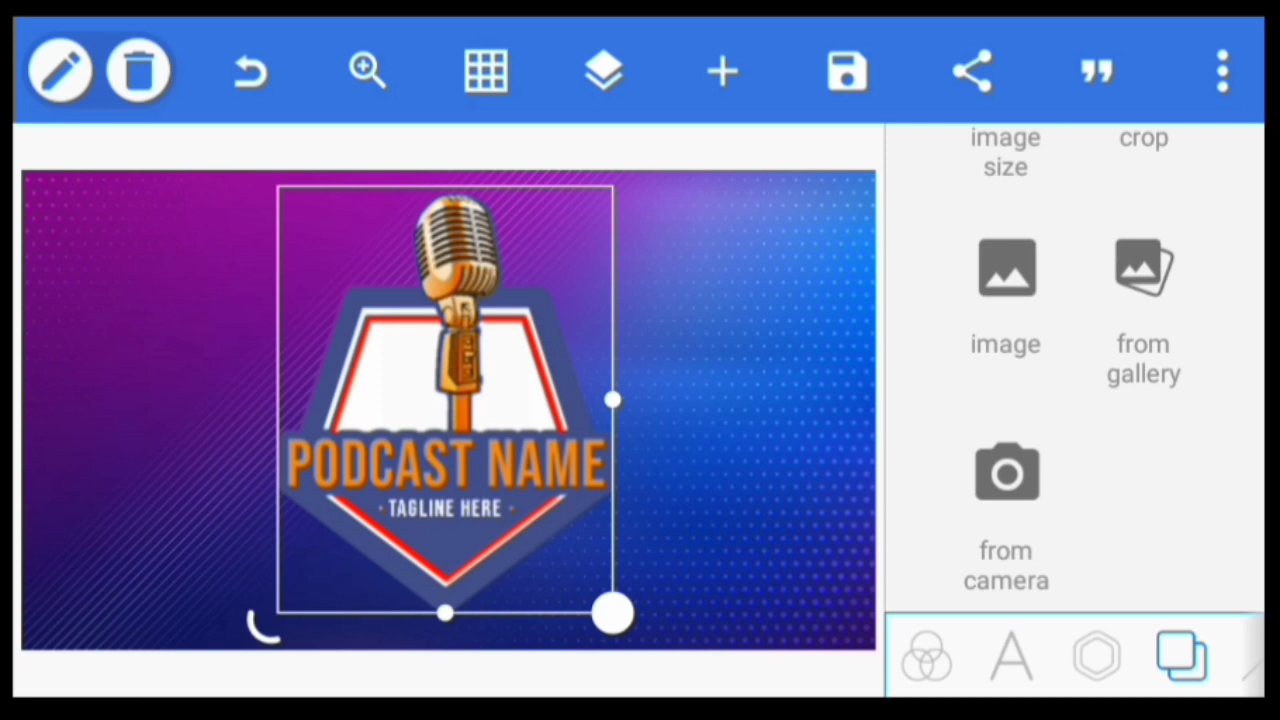 image
size
crop
image
from
gallery
from
camera
PODCAST NAME
· TAGLINE HERE ·